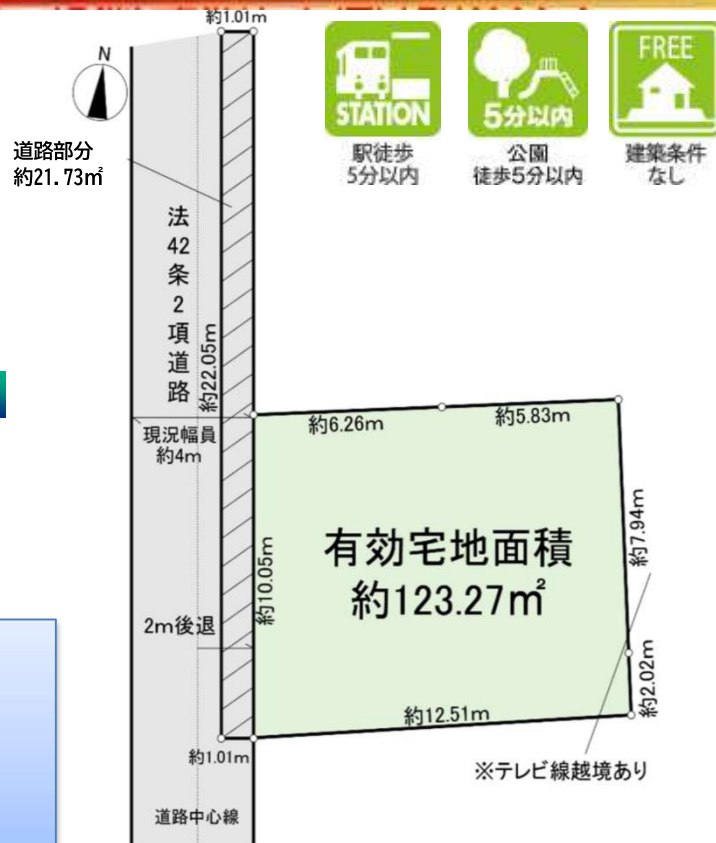 約1.01m
N
道路部分
約21.73㎡
STATION
駅徒歩
5分以内
5分以内
公園
徒歩5分以内
FREE
建築条件
なし
法42条2項道路
約22.05m
現況幅員
約4m
約6.26m
約5.83m
有効宅地面積
約123.27㎡
約7.94m
約10.05m
2m後退
約2.02m
約12.51m
約1.01m
※テレビ線越境あり
道路中心線